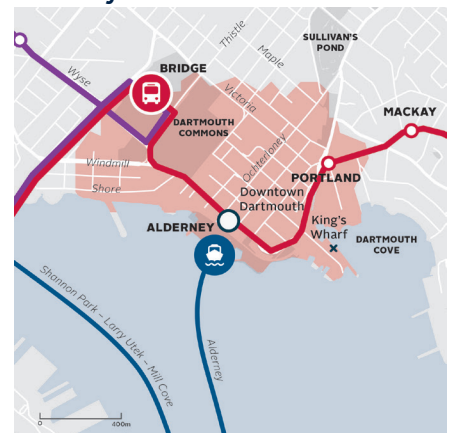 Thistle
SULLIVAN'S
POND
Maple
Wyse
BRIDGE
Victoria
MACKAY
DARTMOUTH
COMMONS
Ochterloney
Windmill
PORTLAND
Shore
Downtown
Dartmouth
ALDERNEY
King's
Wharf
DARTMOUTH
COVE
Shannon Park – Larry Utek – Mill Cove
Alderney
0
400m